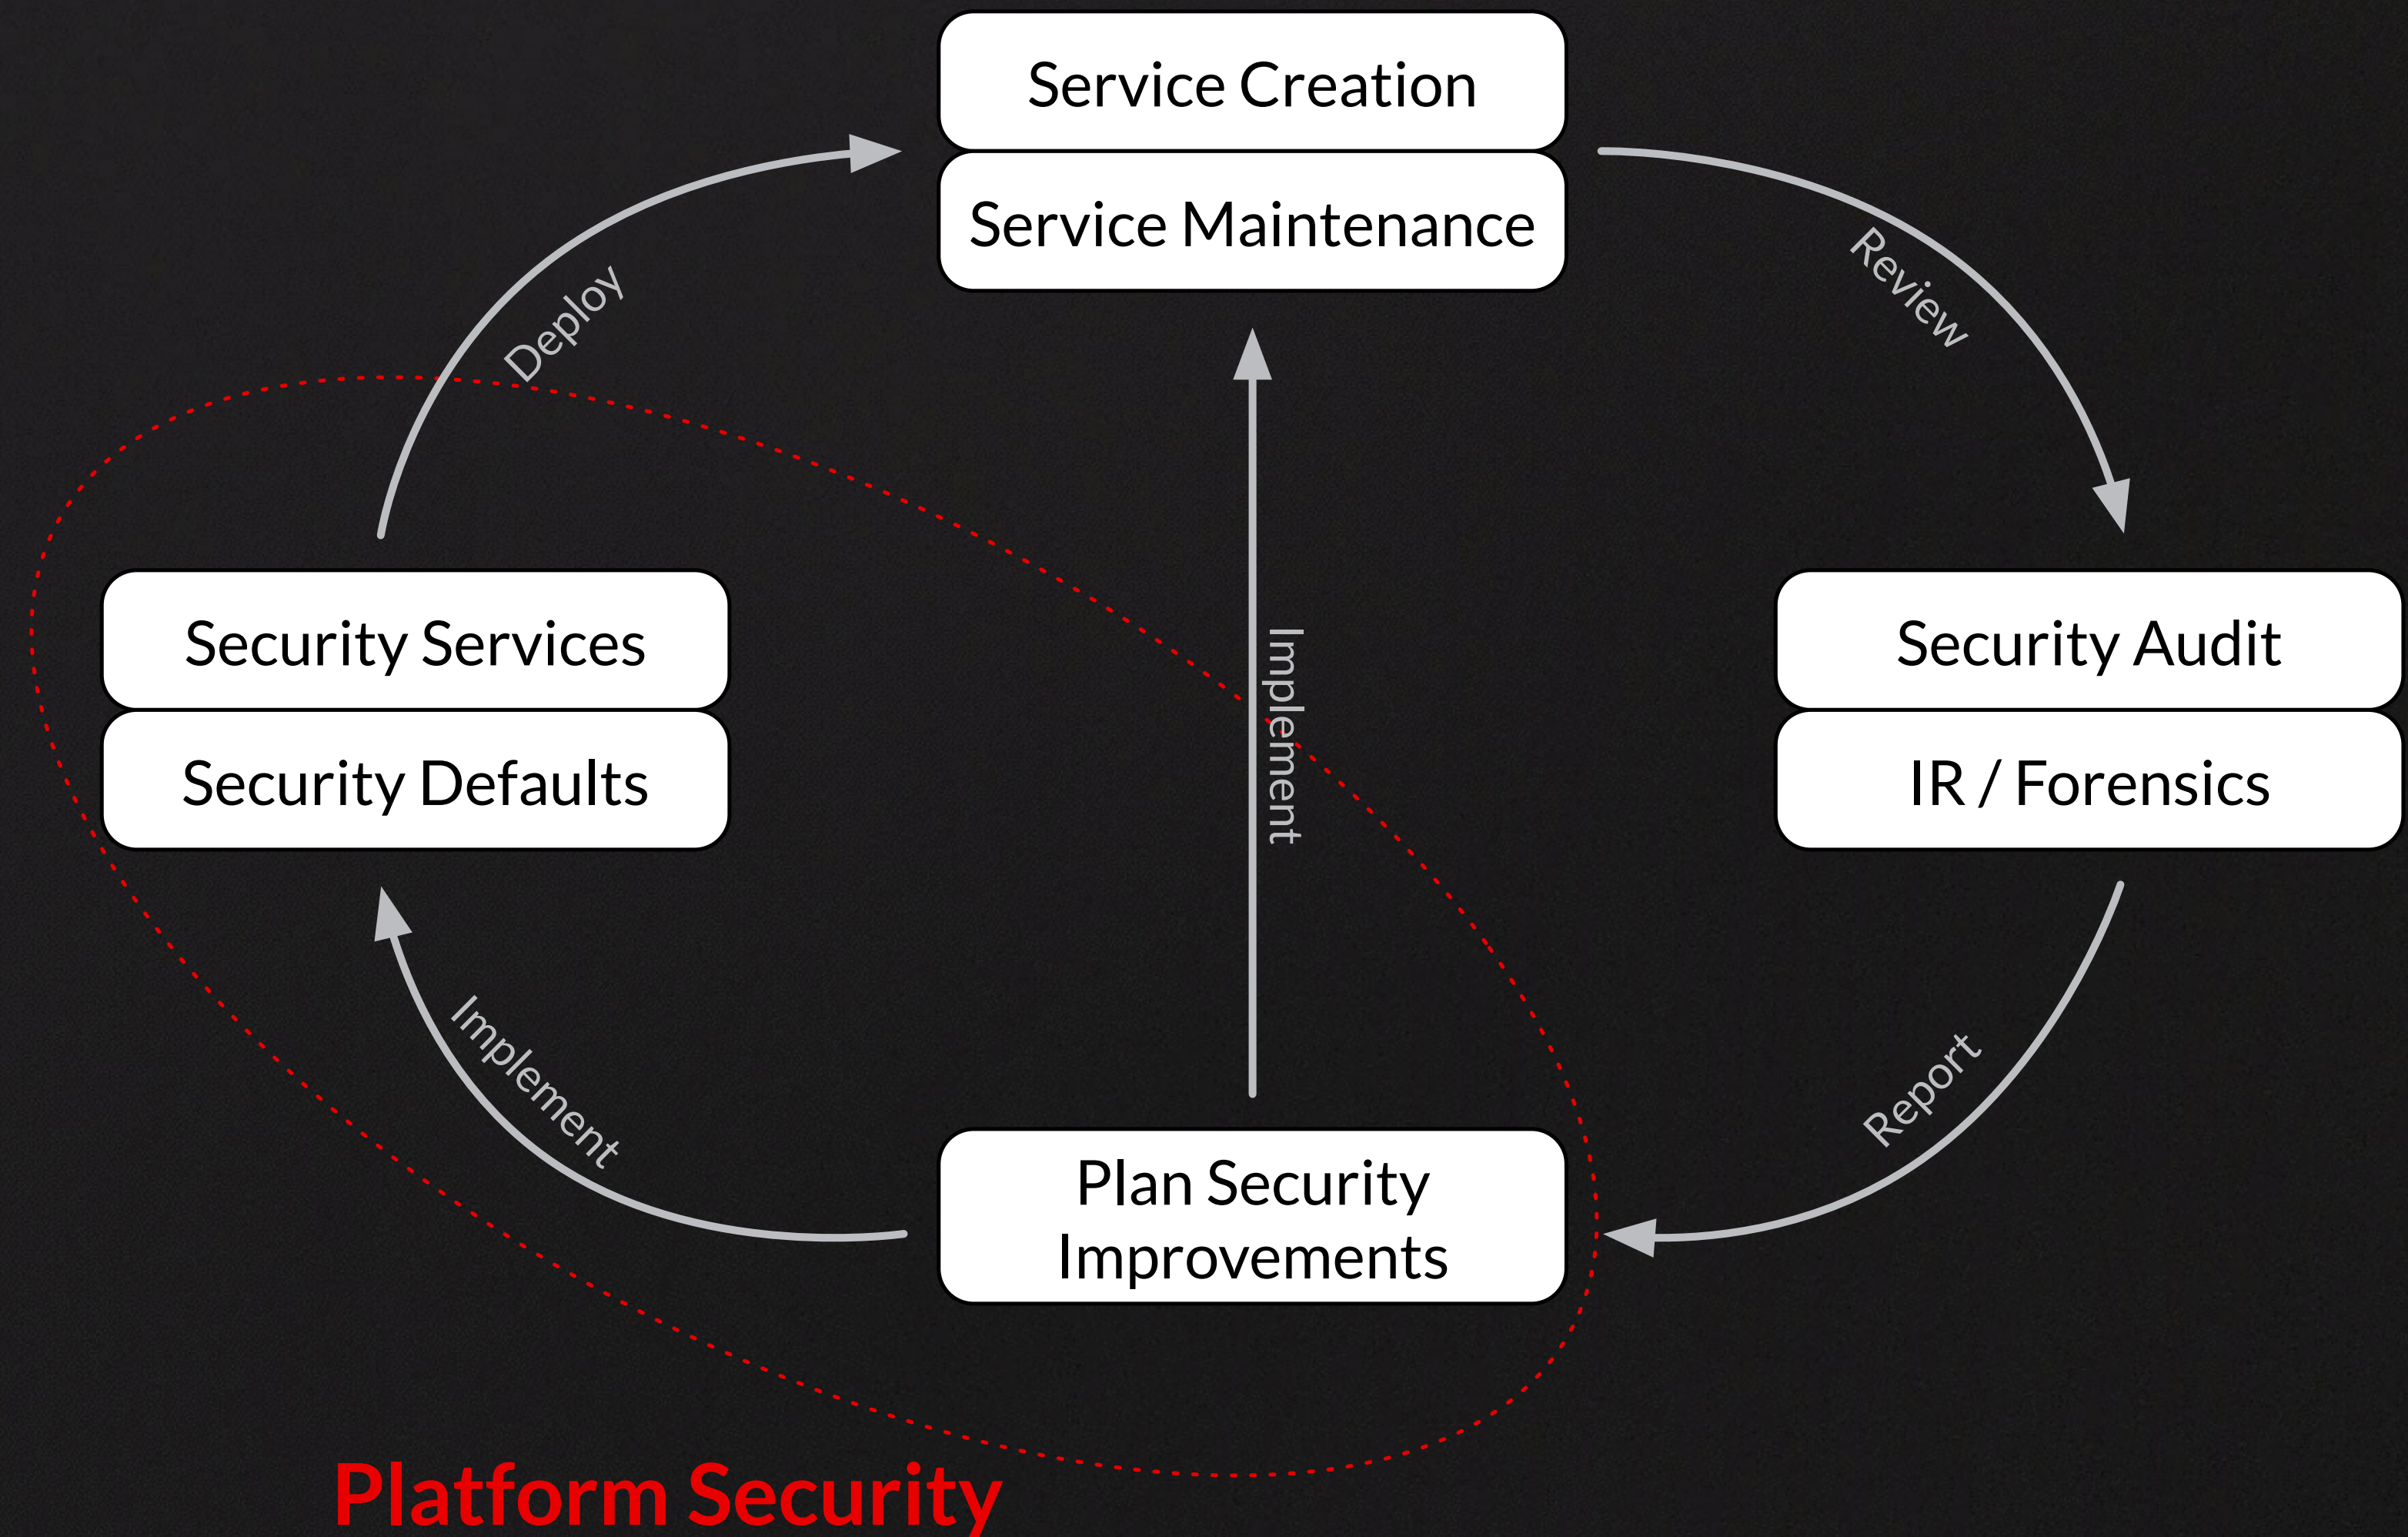 Service Creation
Service Maintenance
Deploy
Review
Security Services
Security Defaults
Implement
Security Audit
IR / Forensics
Implement
Report
Plan Security
Improvements
Platform Security